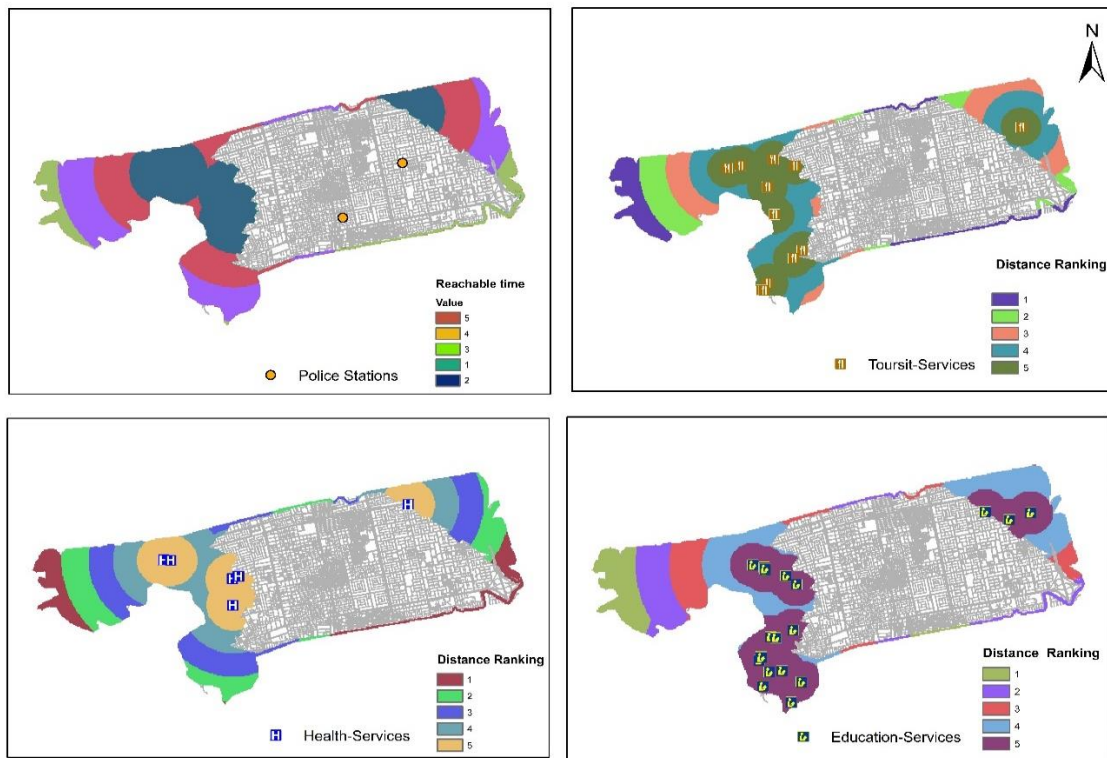 Reachable time
Value
5
4
3
1
2
Police Stations
N
Distance Ranking
1
2
3
4
5
Toursit-Services
Distance Ranking
1
2
3
4
5
Health-Services
Distance Ranking
1
2
3
4
5
Education-Services